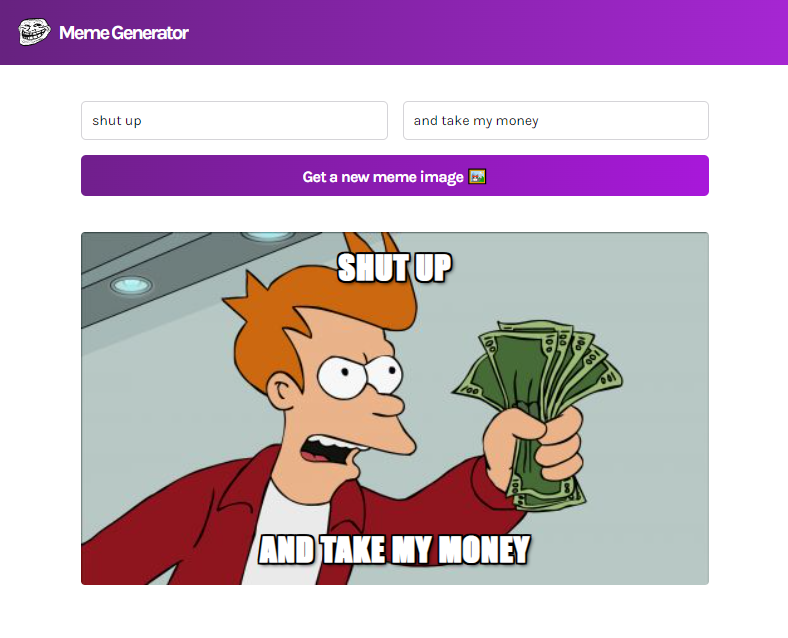 Meme Generator
shut up
and take my money
Get a new meme image 🖼
SHUT UP
AND TAKE MY MONEY